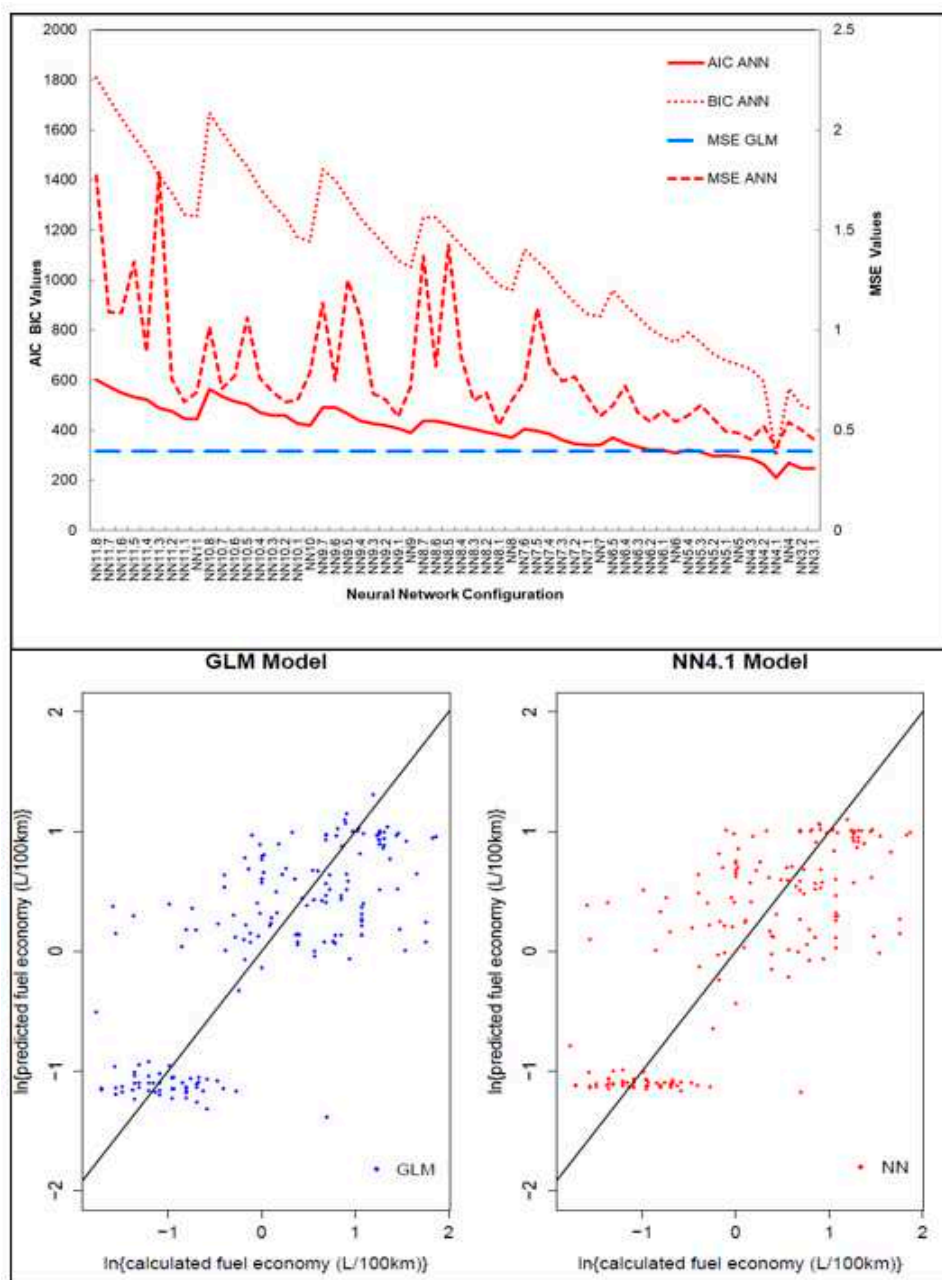 2000
1800
1600
1400
1200
1000
800
600
400
200
0
AIC BIC Values
2.5
2
1.5
1
0.5
0
MSE Values
AIC ANN
BIC ANN
MSE GLM
MSE ANN
NN11.8
NN11.7
NN11.6
NN11.5
NN11.4
NN11.3
NN11.2
NN11.1
NN11
NN10.8
NN10.7
NN10.6
NN10.5
NN10.4
NN10.3
NN10.2
NN10.1
NN10
NN9.7
NN9.6
NN9.5
NN9.4
NN9.3
NN9.2
NN9.1
NN9
NN8.7
NN8.6
NN8.5
NN8.4
NN8.3
NN8.2
NN8.1
NN8
NN7.6
NN7.5
NN7.4
NN7.3
NN7.2
NN7.1
NN7
NN6.5
NN6.4
NN6.3
NN6.2
NN6.1
NN6
NN5.4
NN5.3
NN5.2
NN5.1
NN5
NN4.3
NN4.2
NN4.1
NN4
NN3.2
NN3.1
Neural Network Configuration
GLM Model
ln{predicted fuel economy (L/100km)}
2
1
0
−1
−2
GLM
−1
0
1
2
ln{calculated fuel economy (L/100km)}
NN4.1 Model
ln{predicted fuel economy (L/100km)}
2
1
0
−1
−2
NN
−1
0
1
2
ln{calculated fuel economy (L/100km)}